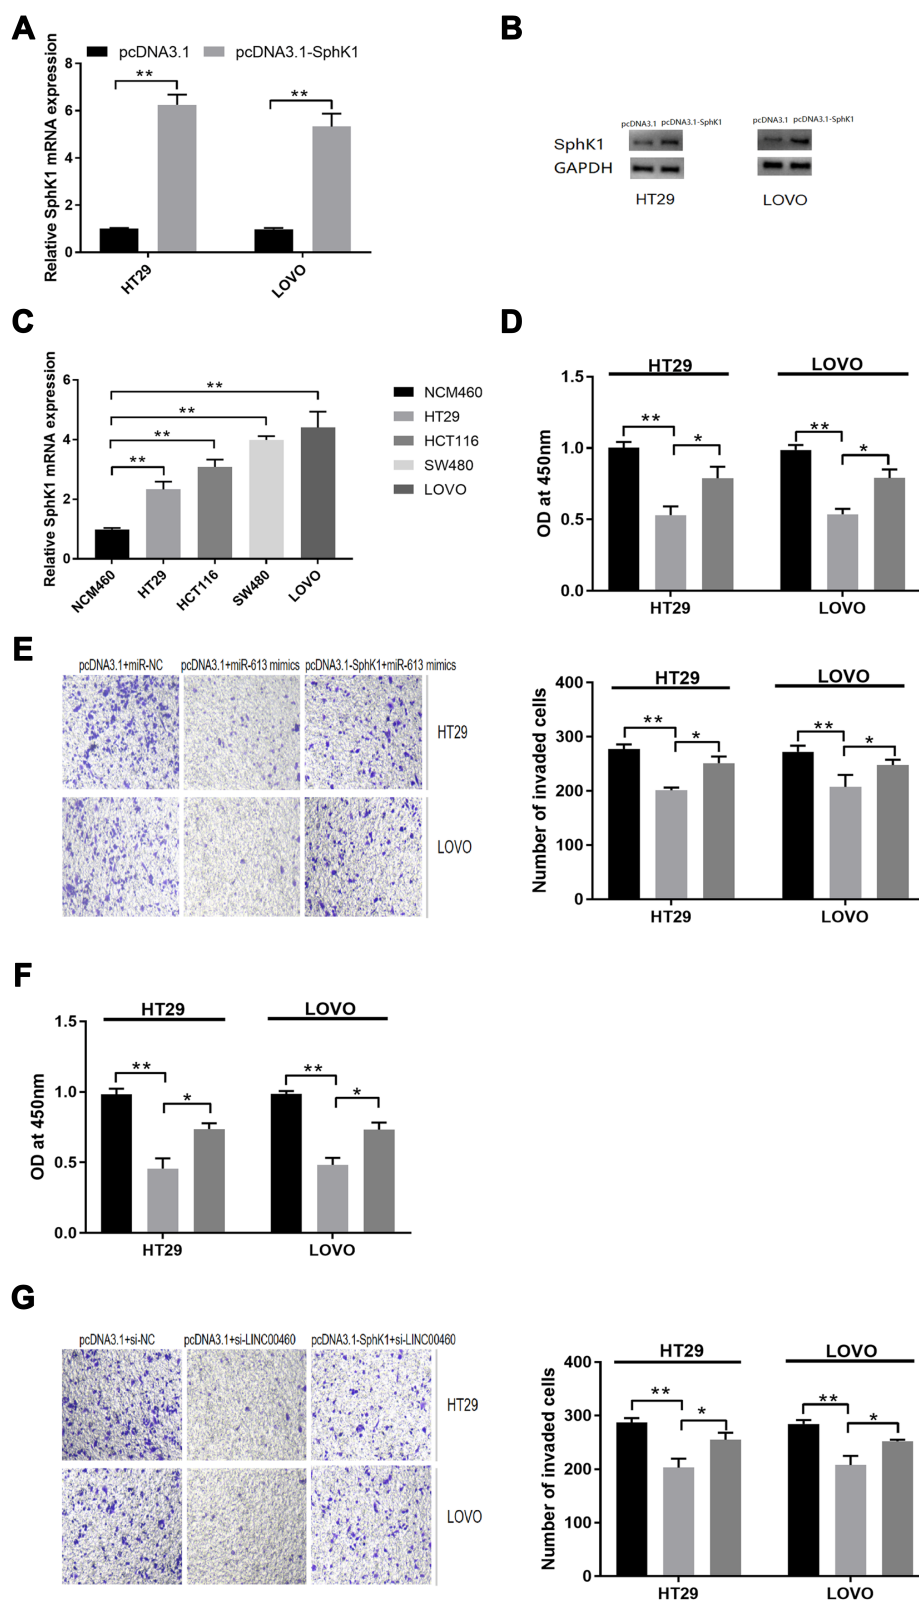 A
pcDNA3.1 pcDNA3.1-SphK1
Relative SphK1 mRNA expression
8
6
4
2
0
**
**
HT29
LOVO
B
pcDNA3.1 pcDNA3.1-SphK1
pcDNA3.1 pcDNA3.1-SphK1
SphK1
GAPDH
HT29
LOVO
C
Relative SphK1 mRNA expression
6
4
2
0
**
**
**
**
NCM460
HT29
HCT116
SW480
LOVO
NCM460
HT29
HCT116
SW480
LOVO
D
HT29
LOVO
OD at 450nm
1.5
1.0
0.5
0.0
**
*
**
*
HT29
LOVO
E
pcDNA3.1+miR-NC
pcDNA3.1+miR-613 mimics
pcDNA3.1-SphK1+miR-613 mimics
HT29
LOVO
HT29
LOVO
Number of invaded cells
400
300
200
100
0
**
*
**
*
HT29
LOVO
F
HT29
LOVO
OD at 450nm
1.5
1.0
0.5
0.0
**
*
**
*
HT29
LOVO
G
pcDNA3.1+si-NC
pcDNA3.1+si-LINC00460
pcDNA3.1-SphK1+si-LINC00460
HT29
LOVO
HT29
LOVO
Number of invaded cells
400
300
200
100
0
**
*
**
*
HT29
LOVO